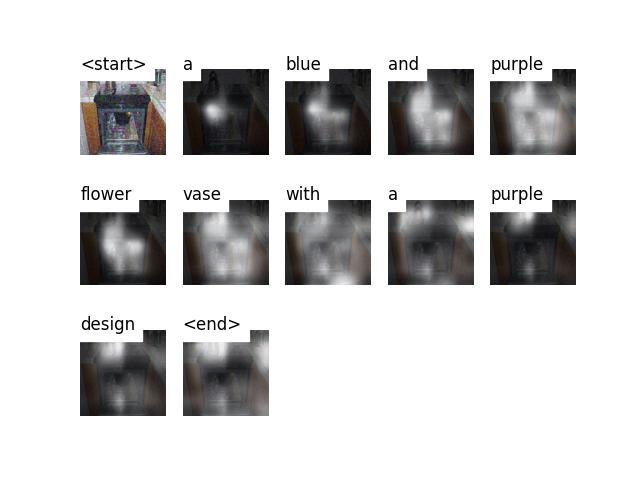 <start> a blue and purple
flower vase with a purple
design <end>